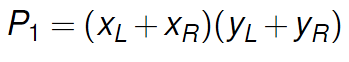 P₁ = (x_L + x_R)(y_L + y_R)